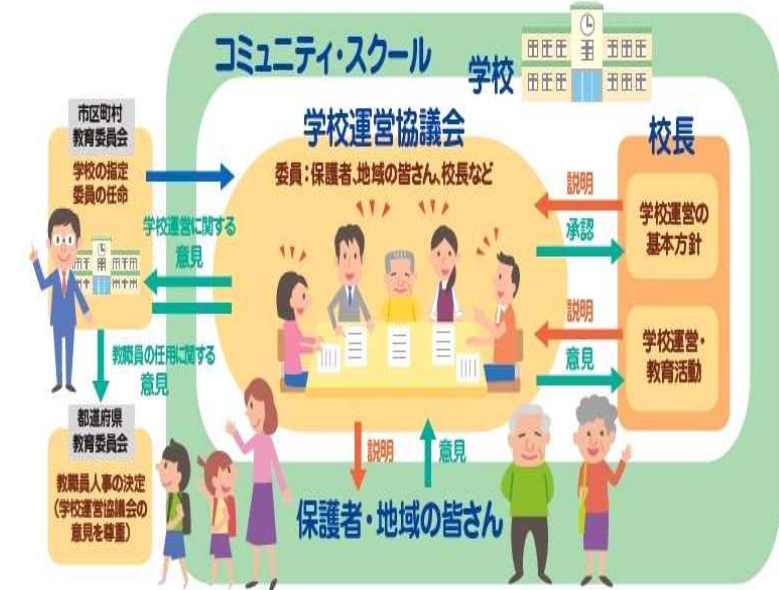 コミュニティ・スクール
学校
学校運営協議会
委員：保護者、地域の皆さん、校長など
市区町村
教育委員会
学校の指定
委員の任命
学校運営に関する
意見
教職員の任用に関する
意見
都道府県
教育委員会
教職員人事の決定
（学校運営協議会の
意見を尊重）
校長
説明
承認
学校運営の
基本方針
説明
意見
学校運営・
教育活動
説明
意見
保護者・地域の皆さん